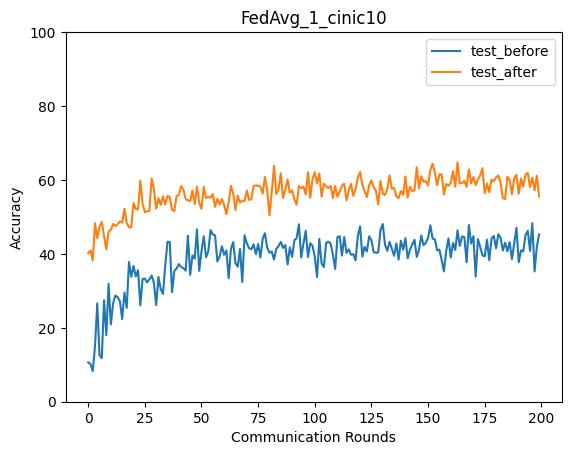 FedAvg_1_cinic10
test_before
test_after
Accuracy
100
80
60
40
20
0
0 25 50 75 100 125 150 175 200
Communication Rounds